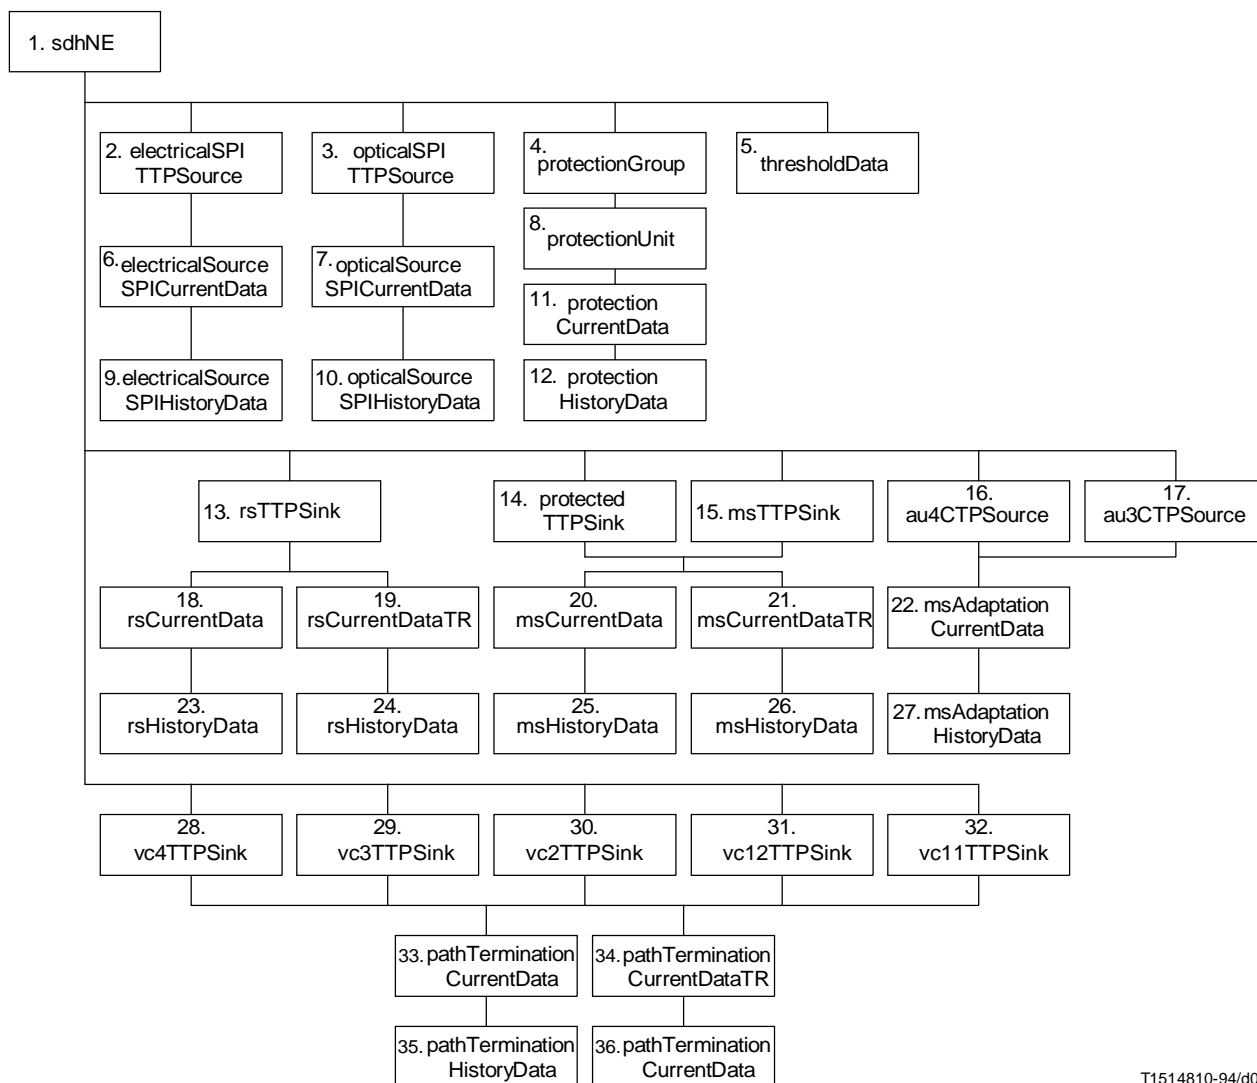 1. sdhNE
2. electricalSPI
TTPSource
3. opticalSPI
TTPSource
4.
protectionGroup
5.
thresholdData
6. electricalSource
SPICurrentData
7. opticalSource
SPICurrentData
8.
protectionUnit
11. protection
CurrentData
9. electricalSource
SPIHistoryData
10. opticalSource
SPIHistoryData
12. protection
HistoryData
13. rsTTPSink
14. protected
TTPSink
15. msTTPSink
16.
au4CTPSource
17.
au3CTPSource
18.
rsCurrentData
19.
rsCurrentDataTR
20.
msCurrentData
21.
msCurrentDataTR
22. msAdaptation
CurrentData
23.
rsHistoryData
24.
rsHistoryData
25.
msHistoryData
26.
msHistoryData
27. msAdaptation
HistoryData
28.
vc4TTPSink
29.
vc3TTPSink
30.
vc2TTPSink
31.
vc12TTPSink
32.
vc11TTPSink
33. pathTermination
CurrentData
34. pathTermination
CurrentDataTR
35. pathTermination
HistoryData
36. pathTermination
CurrentData